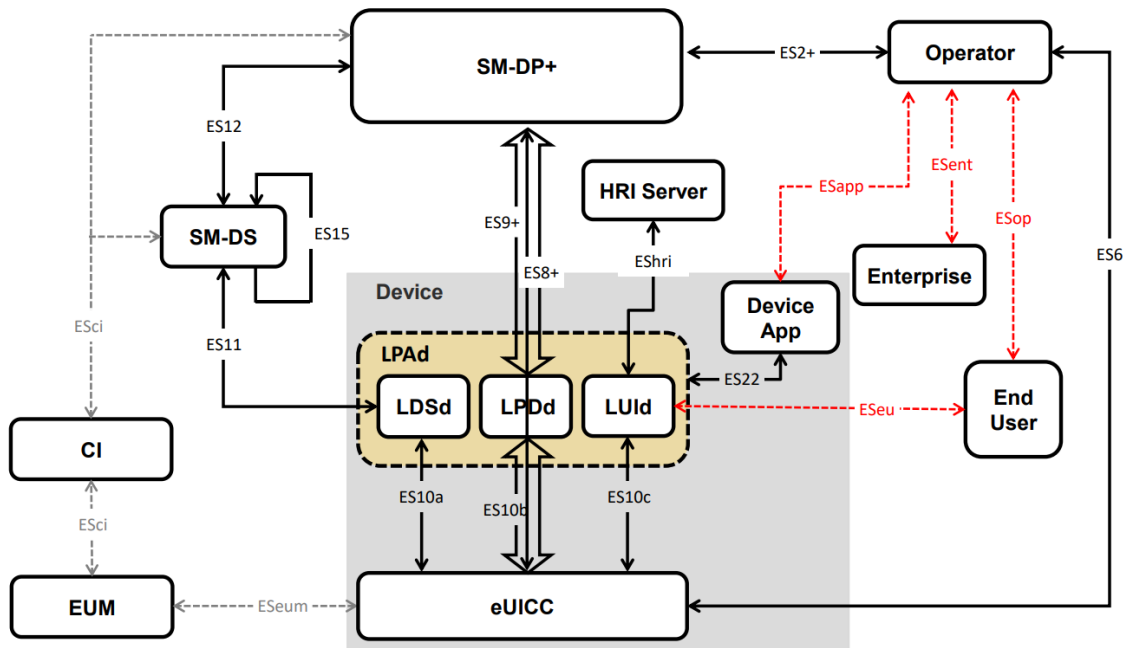 SM-DP+
ES2+
Operator
ES12
ESapp
ESent
ESop
HRI Server
ES9+
SM-DS
ES15
ES8+
EShri
Enterprise
ES6
Device
Device
App
ESci
ES11
LPAd
ES22
LDSd
LPDd
LUId
ESeu
End
User
CI
ES10a
ES10b
ES10c
ESci
EUM
ESeum
eUICC